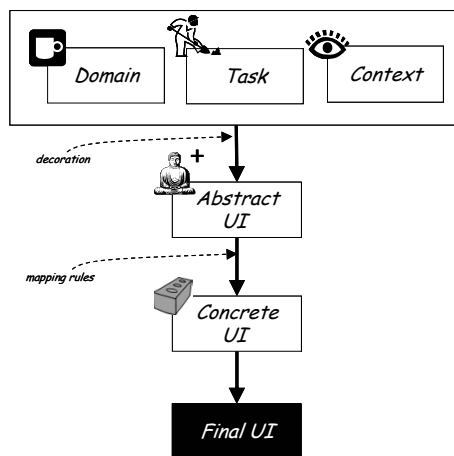 Domain
Task
Context
decoration
+
Abstract
UI
mapping rules
Concrete
UI
Final UI